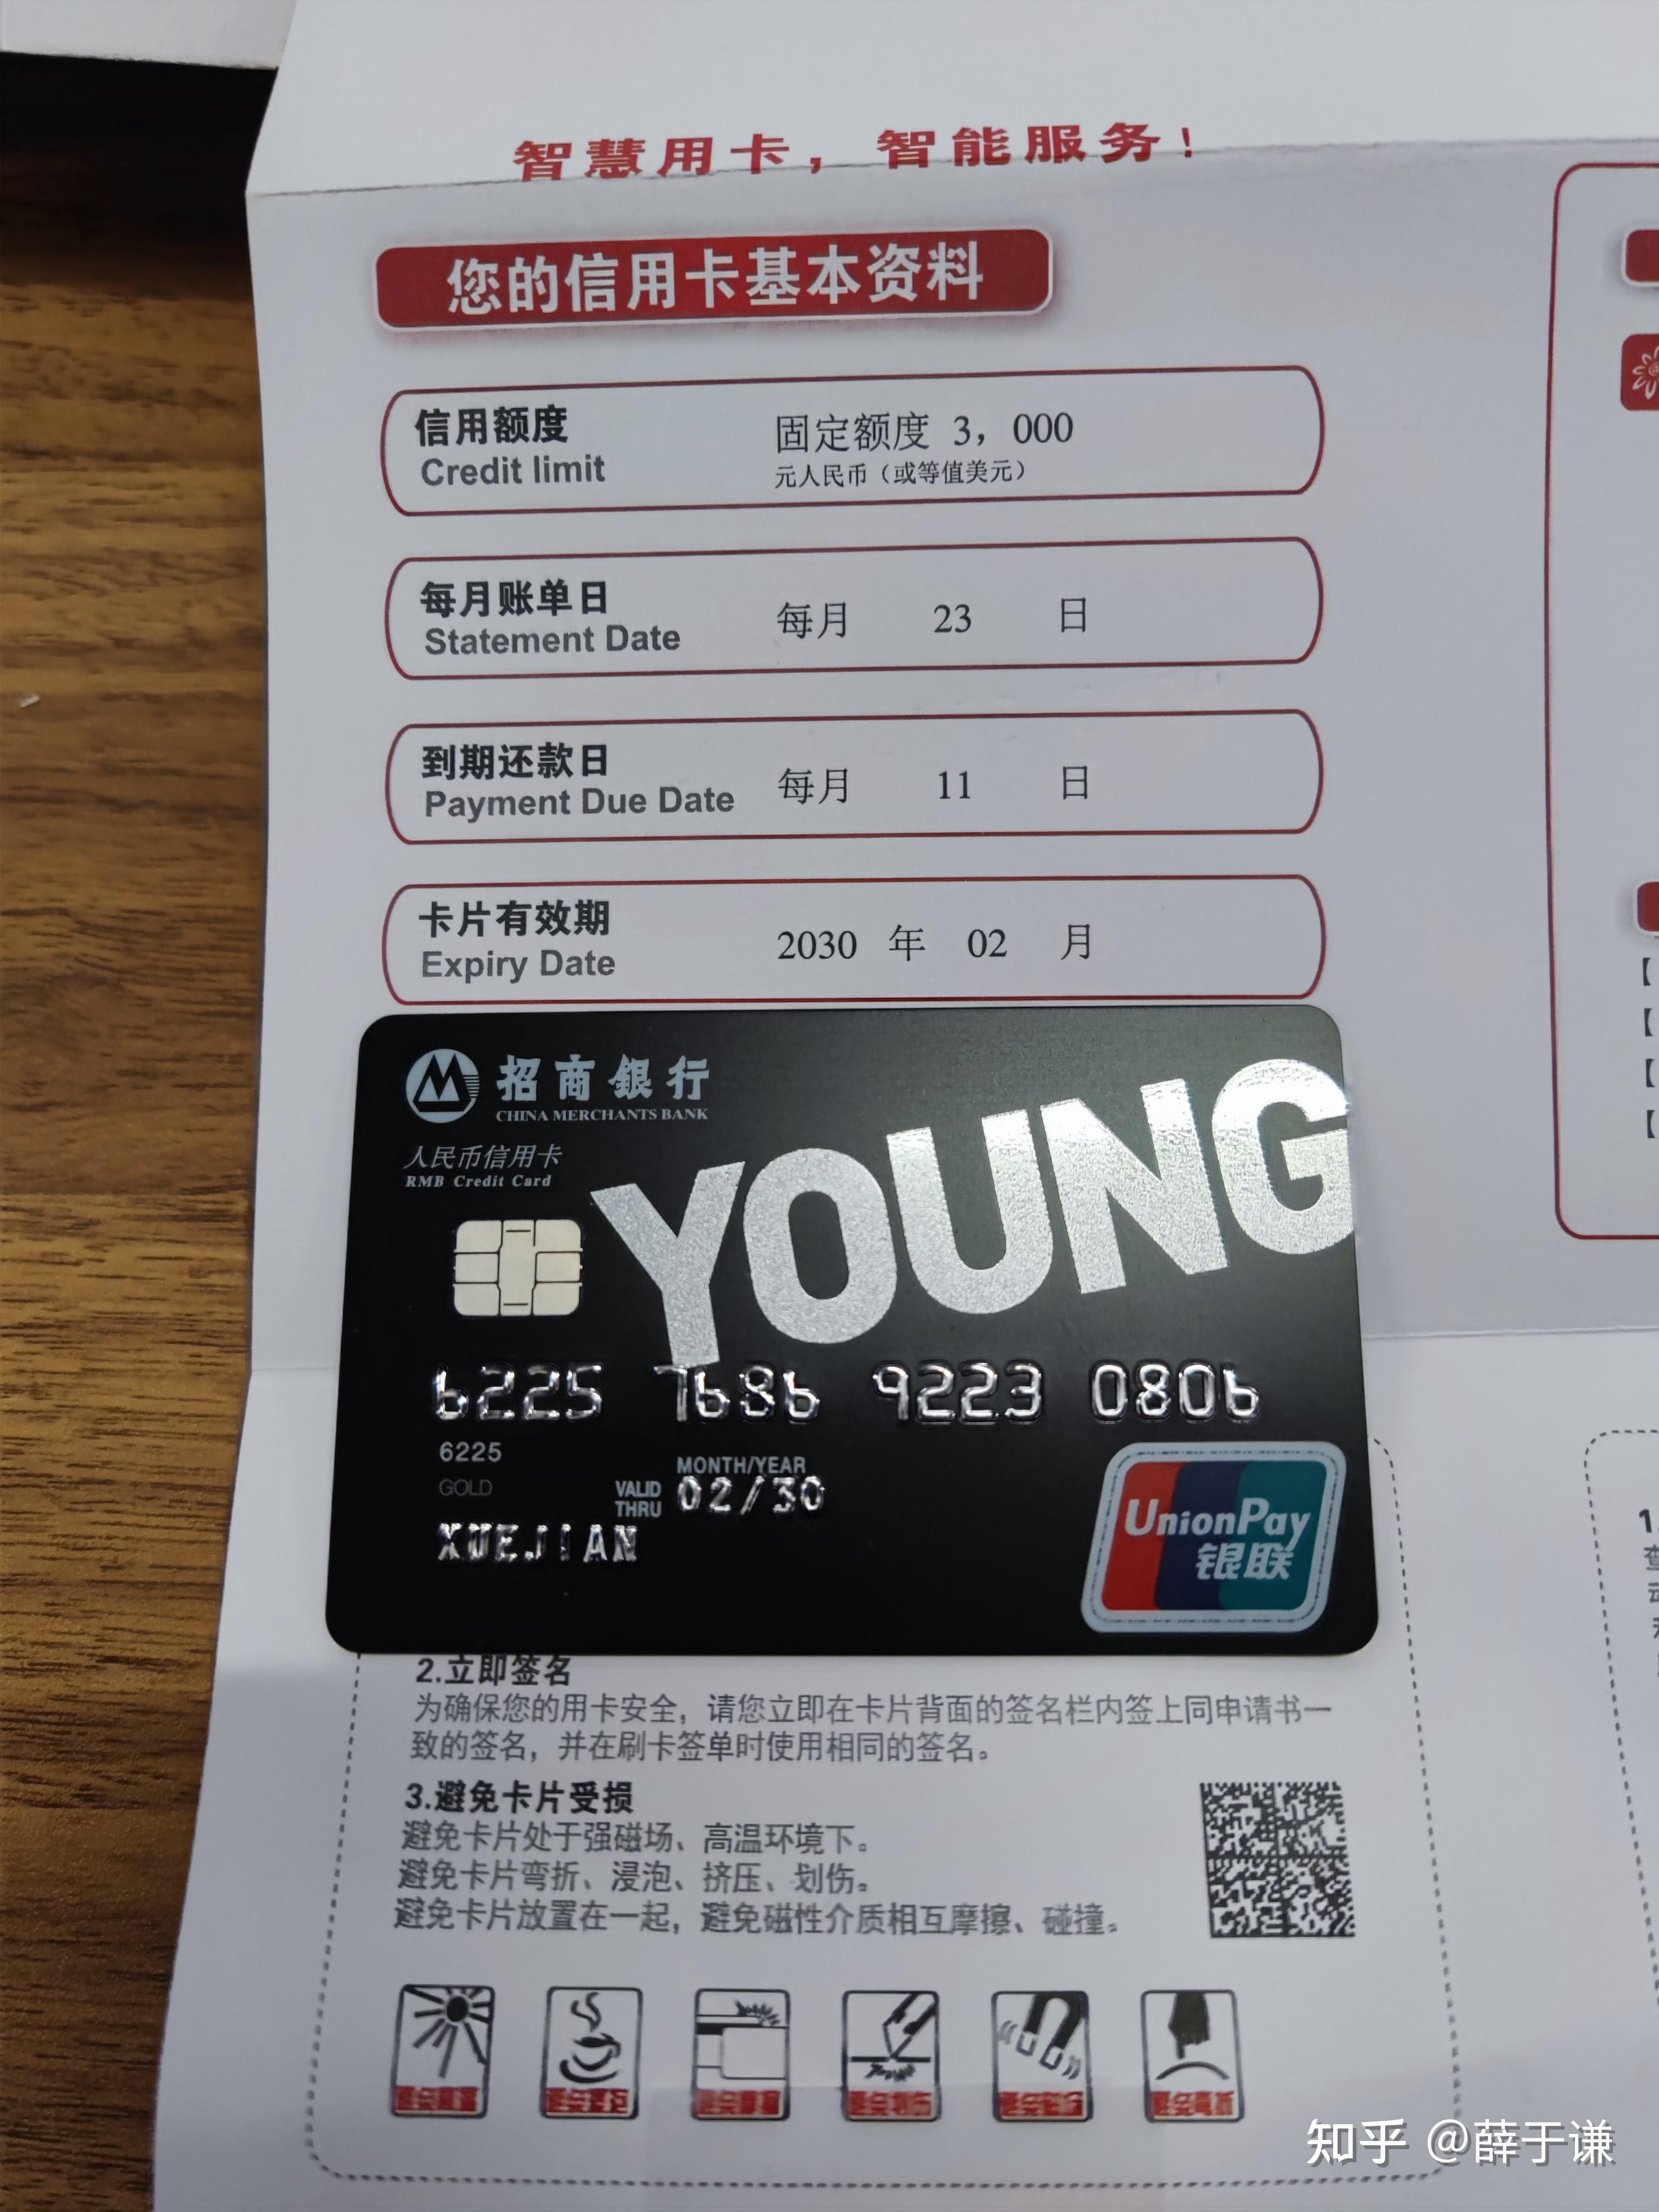 智慧用卡，智能服务！
您的信用卡基本资料
信用额度 固定额度 3，000
Credit limit 元人民币（或等值美元）
每月账单日 每月 23 日
Statement Date
到期还款日 每月 11 日
Payment Due Date
卡片有效期 2030 年 02 月
Expiry Date
招商銀行
CHINA MERCHANTS BANK
人民币信用卡
RMB Credit Card
YOUNG
6225 7686 9223 0806
6225
GOLD
MONTH/YEAR
VALID THRU 02/30
XUEJIAN
UnionPay
银联
2.立即签名
为确保您的用卡安全，请您立即在卡片背面的签名栏内签上同申请书一
致的签名，并在刷卡签单时使用相同的签名。
3.避免卡片受损
避免卡片处于强磁场、高温环境下。
避免卡片弯折、浸泡、挤压、划伤。
避免卡片放置在一起，避免磁性介质相互摩擦、碰撞。
知乎 @薛于谦